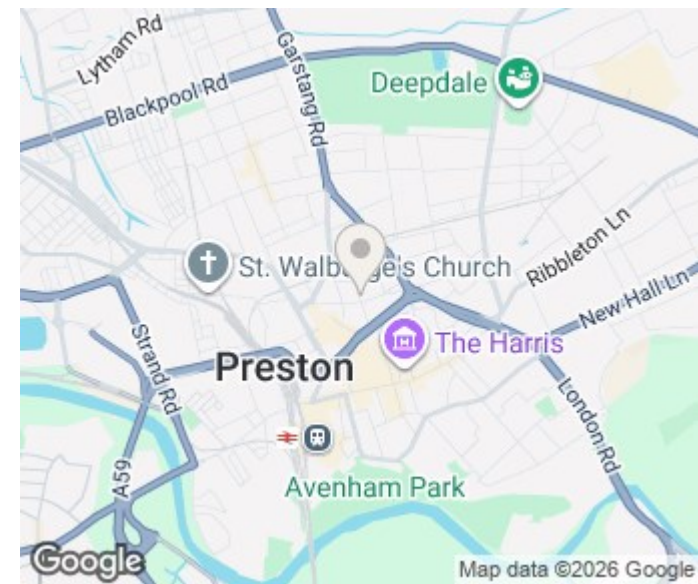 Lytham Rd
Blackpool Rd
Garstang Rd
Deepdale
Ribbleton Ln
St. Walburge's Church
New Hall Ln
The Harris
Strand Rd
Preston
London Rd
A59
Avenham Park
Google
Map data ©2026 Google